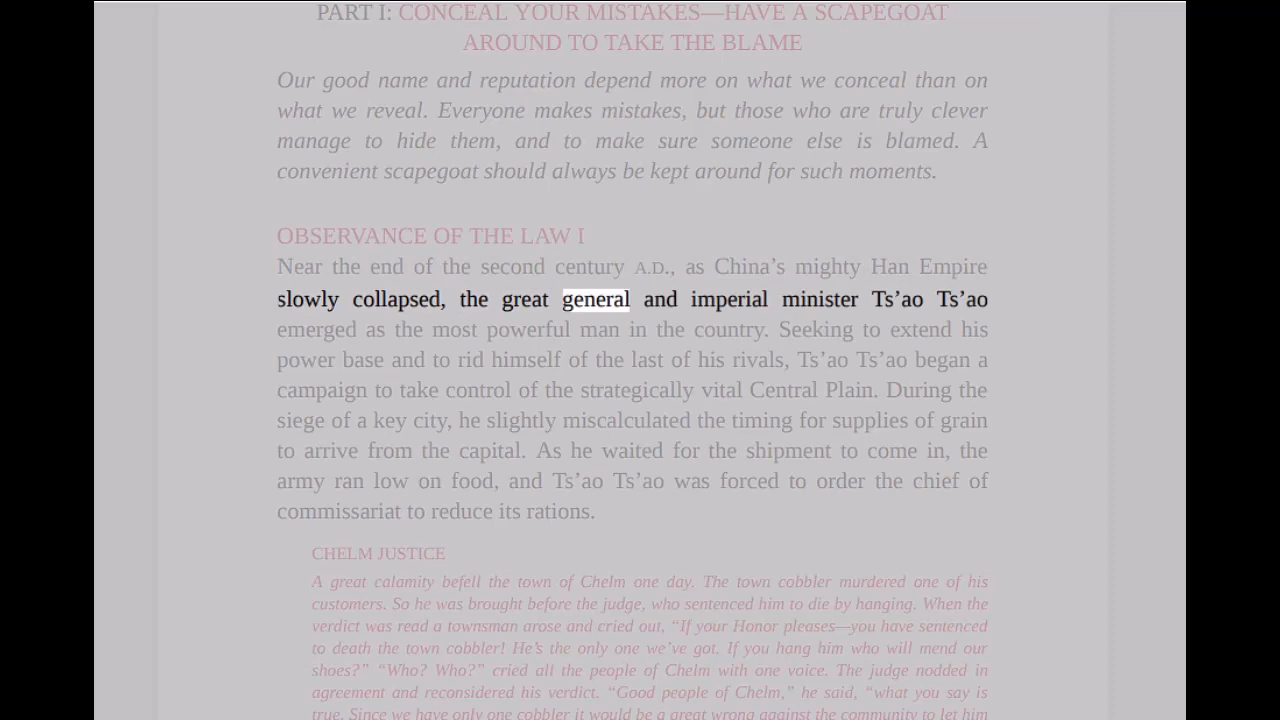 PART I: CONCEAL YOUR MISTAKES—HAVE A SCAPEGOAT
AROUND TO TAKE THE BLAME
Our good name and reputation depend more on what we conceal than on
what we reveal. Everyone makes mistakes, but those who are truly clever
manage to hide them, and to make sure someone else is blamed. A
convenient scapegoat should always be kept around for such moments.
OBSERVANCE OF THE LAW I
Near the end of the second century A.D., as China’s mighty Han Empire
slowly collapsed, the great general and imperial minister Ts’ao Ts’ao
emerged as the most powerful man in the country. Seeking to extend his
power base and to rid himself of the last of his rivals, Ts’ao Ts’ao began a
campaign to take control of the strategically vital Central Plain. During the
siege of a key city, he slightly miscalculated the timing for supplies of grain
to arrive from the capital. As he waited for the shipment to come in, the
army ran low on food, and Ts’ao Ts’ao was forced to order the chief of
commissariat to reduce its rations.
CHELM JUSTICE
A great calamity befell the town of Chelm one day. The town cobbler murdered one of his
customers. So he was brought before the judge, who sentenced him to die by hanging. When the
verdict was read a townsman arose and cried out, “If your Honor pleases—you have sentenced
to death the town cobbler! He’s the only one we’ve got. If you hang him who will mend our
shoes?” “Who? Who?” cried all the people of Chelm with one voice. The judge nodded in
agreement and reconsidered his verdict. “Good people of Chelm,” he said, “what you say is
true. Since we have only one cobbler it would be a great wrong against the community to let him